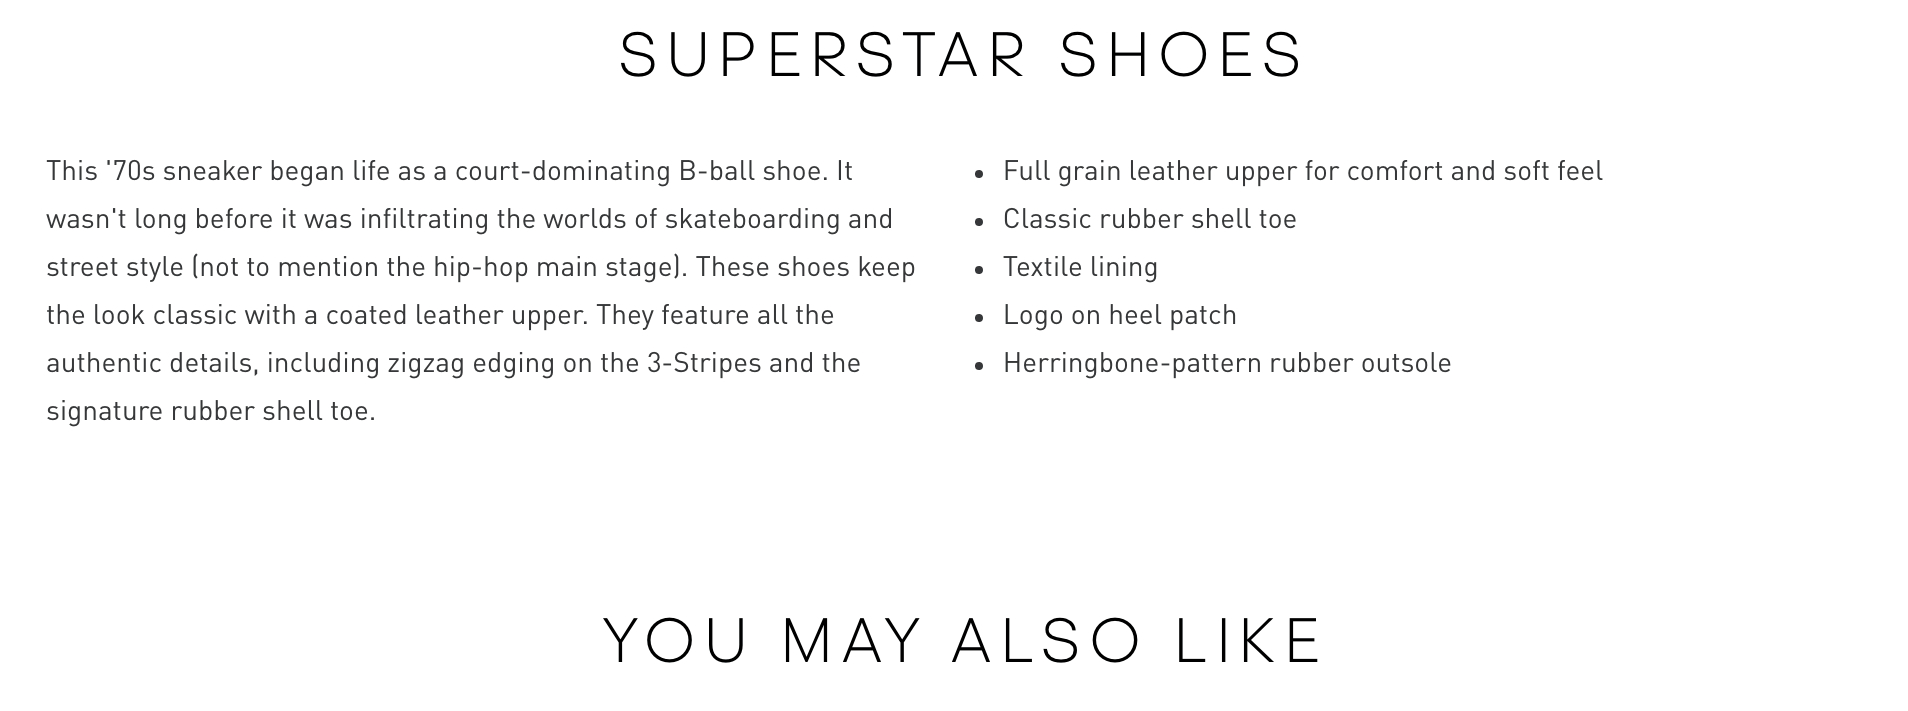 SUPERSTAR SHOES
This '70s sneaker began life as a court-dominating B-ball shoe. It
wasn't long before it was infiltrating the worlds of skateboarding and
street style (not to mention the hip-hop main stage). These shoes keep
the look classic with a coated leather upper. They feature all the
authentic details, including zigzag edging on the 3-Stripes and the
signature rubber shell toe.
• Full grain leather upper for comfort and soft feel
• Classic rubber shell toe
• Textile lining
• Logo on heel patch
• Herringbone-pattern rubber outsole
YOU MAY ALSO LIKE